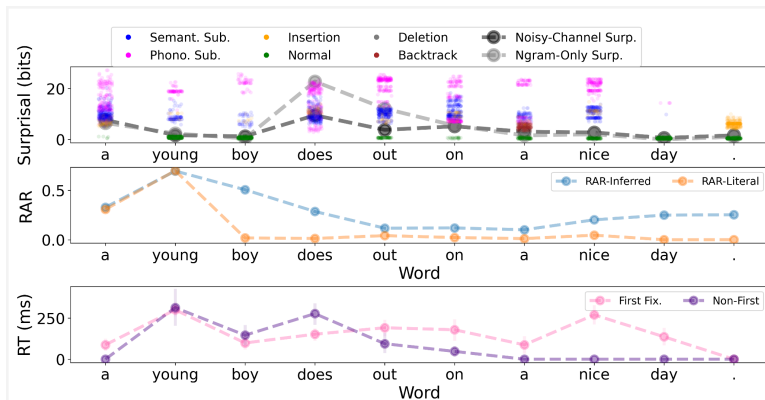 Semant. Sub. Insertion Deletion Noisy-Channel Surp.
Phono. Sub. Normal Backtrack Ngram-Only Surp.
Surprisal (bits)
20
0
a young boy does out on a nice day .
RAR-Inferred RAR-Literal
RAR
0.5
0.0
a young boy does out on a nice day .
Word
First Fix. Non-First
RT (ms)
250
0
a young boy does out on a nice day .
Word